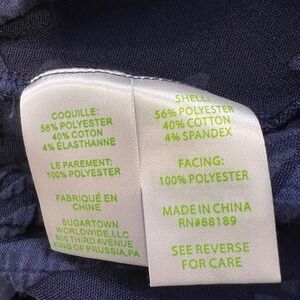 COQUILLE:
56% POLYESTER
40% COTON
4% ÉLASTHANNE
LE PAREMENT:
100% POLYESTER
FABRIQUÉ EN
CHINE
SUGARTOWN
WORLDWIDE,LLC
800 THIRD AVENUE
KING OF PRUSSIA,PA
SHELL:
56% POLYESTER
40% COTTON
4% SPANDEX
FACING:
100% POLYESTER
MADE IN CHINA
RN#88189
SEE REVERSE
FOR CARE